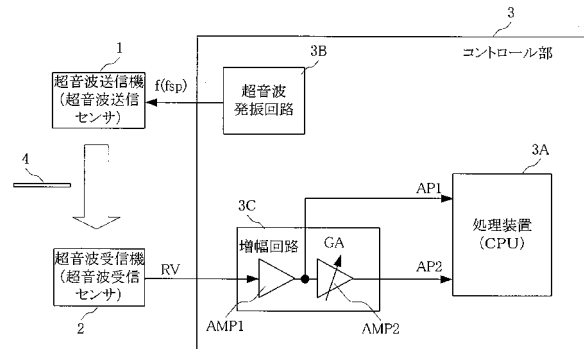 3
コントロール部
1
超音波送信機
(超音波送信
センサ)
f(fsp)
3B
超音波
発振回路
4
3A
処理装置
(CPU)
AP1
AP2
3C
増幅回路
GA
超音波受信機
(超音波受信
センサ)
RV
2
AMP1
AMP2